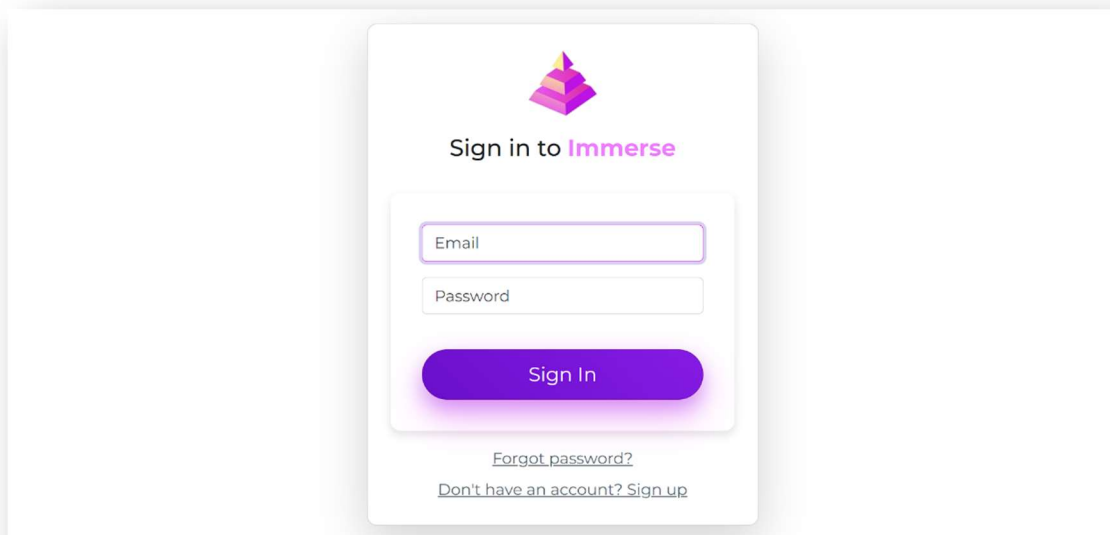 Sign in to Immerse
Email
Password
Sign In
Forgot password?
Don't have an account? Sign up